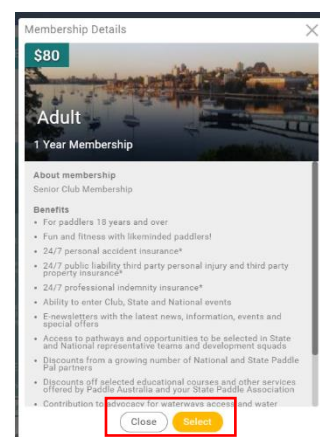 Membership Details
$80
Adult
1 Year Membership
About membership
Senior Club Membership
Benefits
• For paddlers 18 years and over
• Fun and fitness with likeminded paddlers!
• 24/7 personal accident insurance*
• 24/7 public liability third party personal injury and third party
property insurance*
• 24/7 professional indemnity insurance*
• Ability to enter Club, State and National events
• E-newsletters with the latest news, information, events and
special offers
• Access to pathways and opportunities to be selected in State
and National representative teams and development squads
• Discounts from a growing number of National and State Paddle
Pal partners
• Discounts off selected educational courses and other services
offered by Paddle Australia and your State Paddle Association
• Contribution to advocacy for waterways access and water
Close
Select